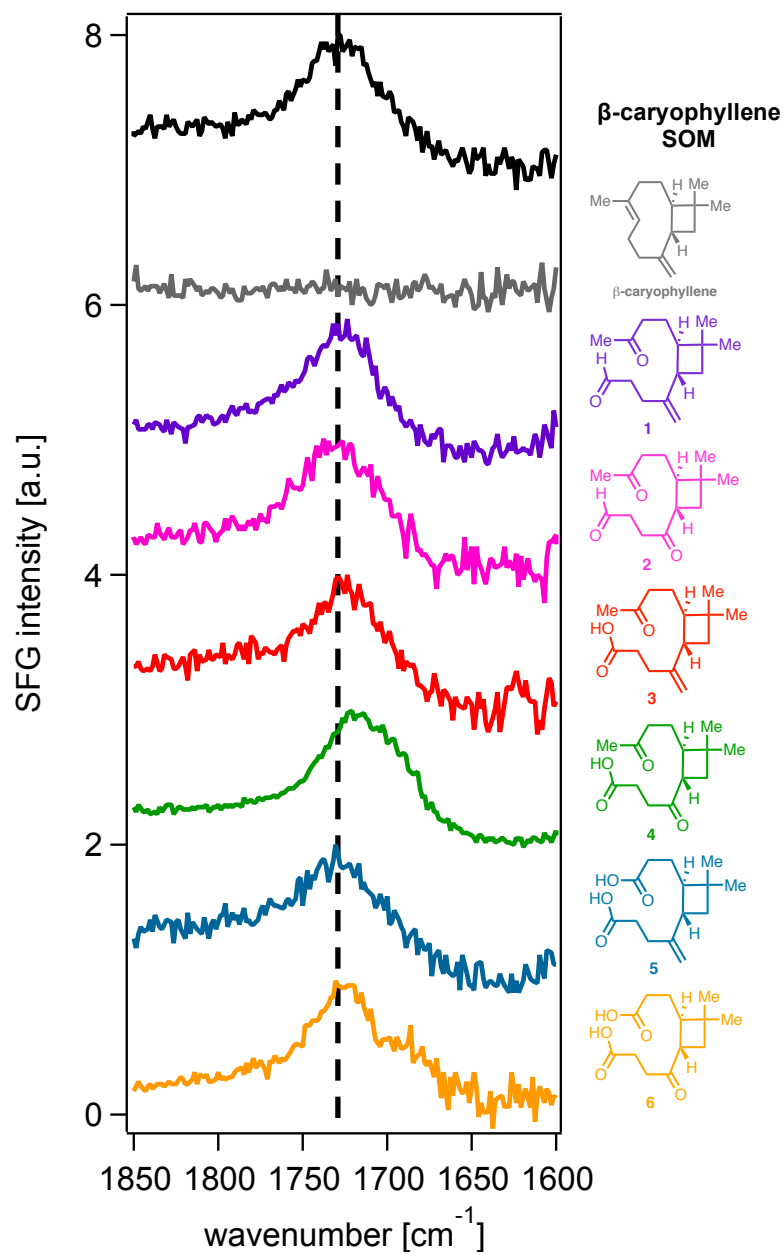 8
6
4
2
0
SFG intensity [a.u.]
1850 1800 1750 1700 1650 1600
wavenumber [cm⁻¹]
β-caryophyllene
SOM
H
Me
Me
Me
H
β-caryophyllene
H
Me
Me
Me
H
O
O
H
1
H
Me
Me
Me
H
O
O
H
O
2
H
Me
Me
Me
HO
O
O
H
3
H
Me
Me
Me
HO
O
O
H
O
4
H
Me
HO
Me
HO
O
O
H
5
H
Me
HO
Me
HO
O
O
H
O
6